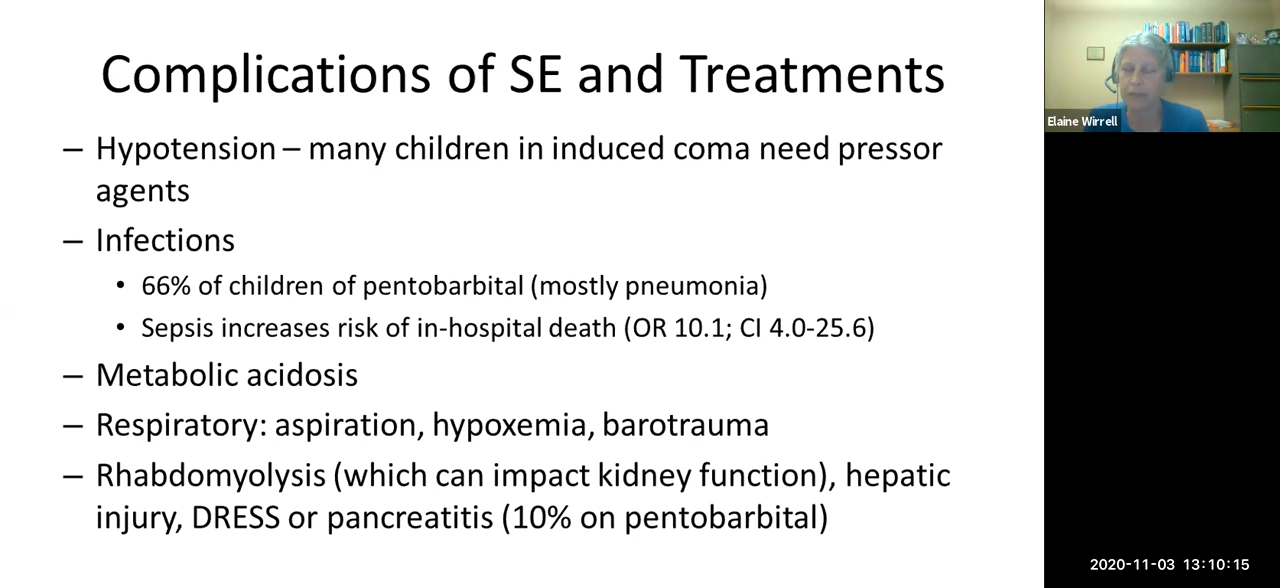 Complications of SE and Treatments
– Hypotension – many children in induced coma need pressor
agents
– Infections
• 66% of children of pentobarbital (mostly pneumonia)
• Sepsis increases risk of in-hospital death (OR 10.1; CI 4.0-25.6)
– Metabolic acidosis
– Respiratory: aspiration, hypoxemia, barotrauma
– Rhabdomyolysis (which can impact kidney function), hepatic
injury, DRESS or pancreatitis (10% on pentobarbital)
Elaine Wirrell
2020-11-03 13:10:15